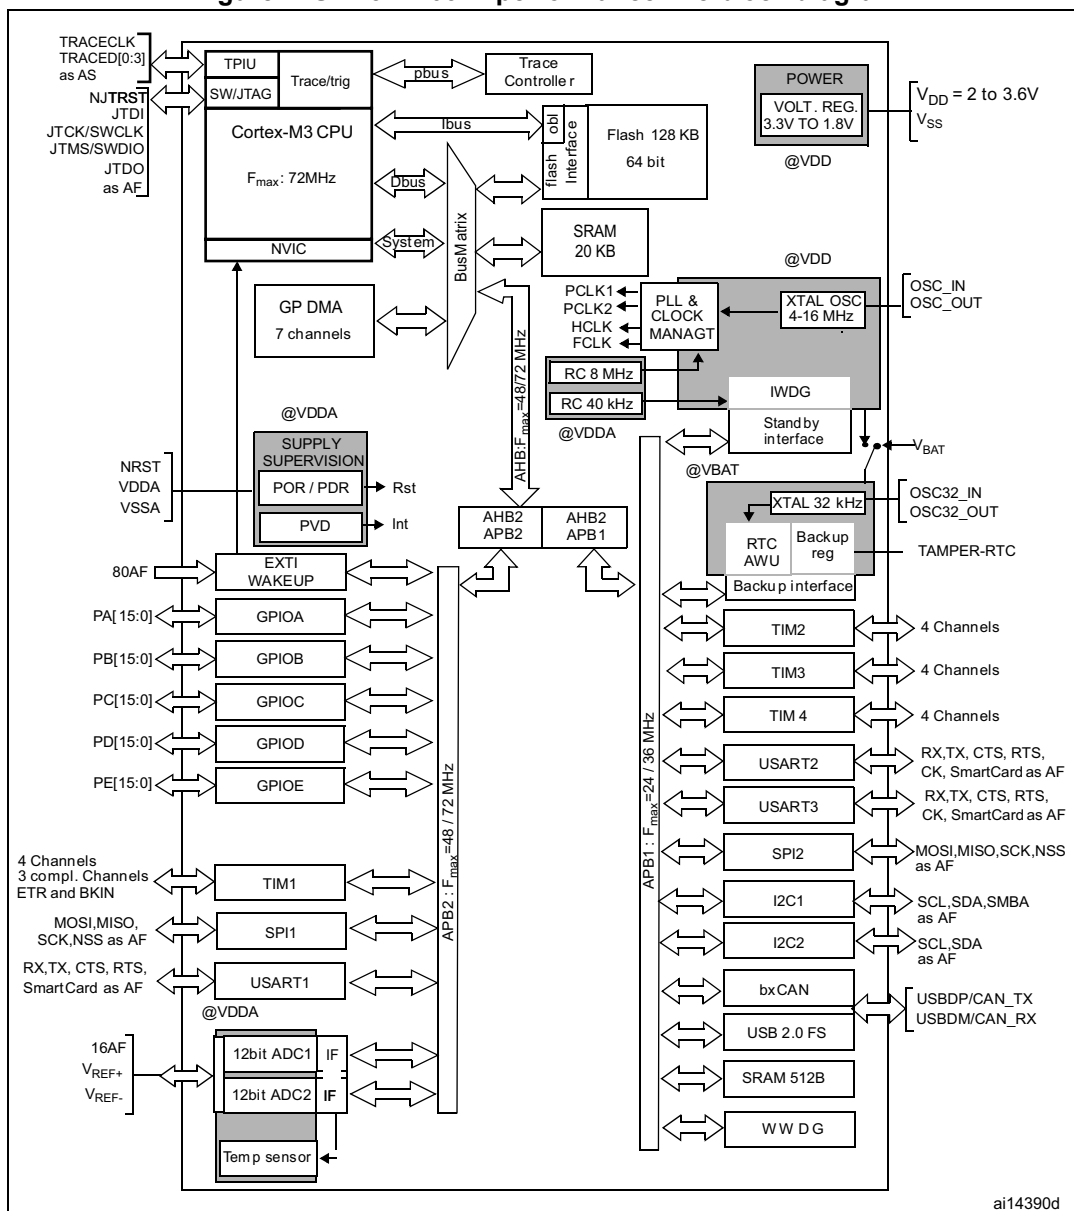 TRACECLK
TRACED[0:3]
as AS
NJTRST
JTDI
JTCK/SWCLK
JTMS/SWDIO
JTDO
as AF
TPIU
SW/JTAG
Trace/trig
Cortex-M3 CPU
Fmax: 72MHz
NVIC
pbus
Trace
Controller
Ibus
Dbus
System
BusMatrix
obl
flash
Interface
Flash 128 KB
64 bit
SRAM
20 KB
POWER
VOLT. REG.
3.3V TO 1.8V
@VDD
VDD = 2 to 3.6V
VSS
GP DMA
7 channels
@VDD
PCLK1
PCLK2
HCLK
FCLK
PLL &
CLOCK
MANAGT
XTAL OSC
4-16 MHz
OSC_IN
OSC_OUT
RC 8 MHz
RC 40 kHz
@VDDA
IWDG
Standby
interface
VBAT
@VBAT
AHB:Fmax=48/72 MHz
@VDDA
SUPPLY
SUPERVISION
NRST
VDDA
VSSA
POR / PDR
Rst
PVD
Int
XTAL 32 kHz
OSC32_IN
OSC32_OUT
RTC
AWU
Backup
reg
TAMPER-RTC
Backup interface
AHB2
APB2
AHB2
APB1
80AF
EXTI
WAKEUP
PA[15:0]
GPIOA
PB[15:0]
GPIOB
PC[15:0]
GPIOC
PD[15:0]
GPIOD
PE[15:0]
GPIOE
4 Channels
3 compl. Channels
ETR and BKIN
TIM1
MOSI,MISO,
SCK,NSS as AF
SPI1
RX,TX, CTS, RTS,
SmartCard as AF
USART1
@VDDA
16AF
VREF+
VREF-
12bit ADC1
IF
12bit ADC2
IF
Temp sensor
APB2 : Fmax=48 / 72 MHz
APB1 : Fmax=24 / 36 MHz
TIM2
4 Channels
TIM3
4 Channels
TIM 4
4 Channels
USART2
RX,TX, CTS, RTS,
CK, SmartCard as AF
USART3
RX,TX, CTS, RTS,
CK, SmartCard as AF
SPI2
MOSI,MISO,SCK,NSS
as AF
I2C1
SCL,SDA,SMBA
as AF
I2C2
SCL,SDA
as AF
bxCAN
USBDP/CAN_TX
USBDM/CAN_RX
USB 2.0 FS
SRAM 512B
WWDG
ai14390d